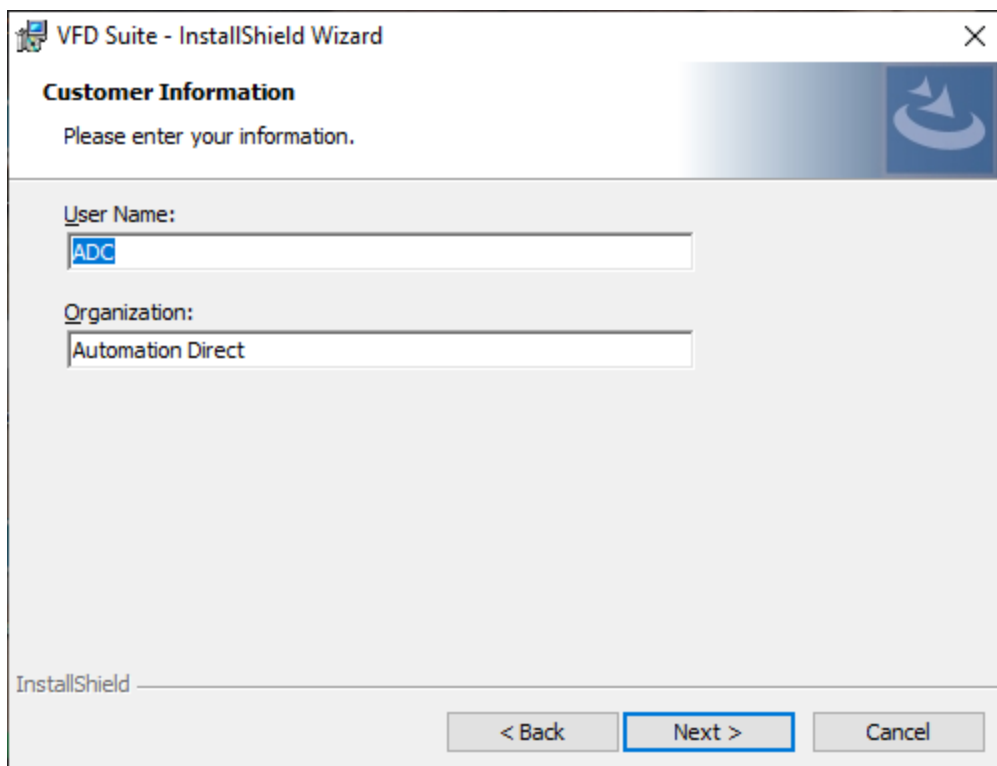 VFD Suite - InstallShield Wizard
Customer Information
Please enter your information.
User Name:
ADC
Organization:
Automation Direct
InstallShield
< Back
Next >
Cancel